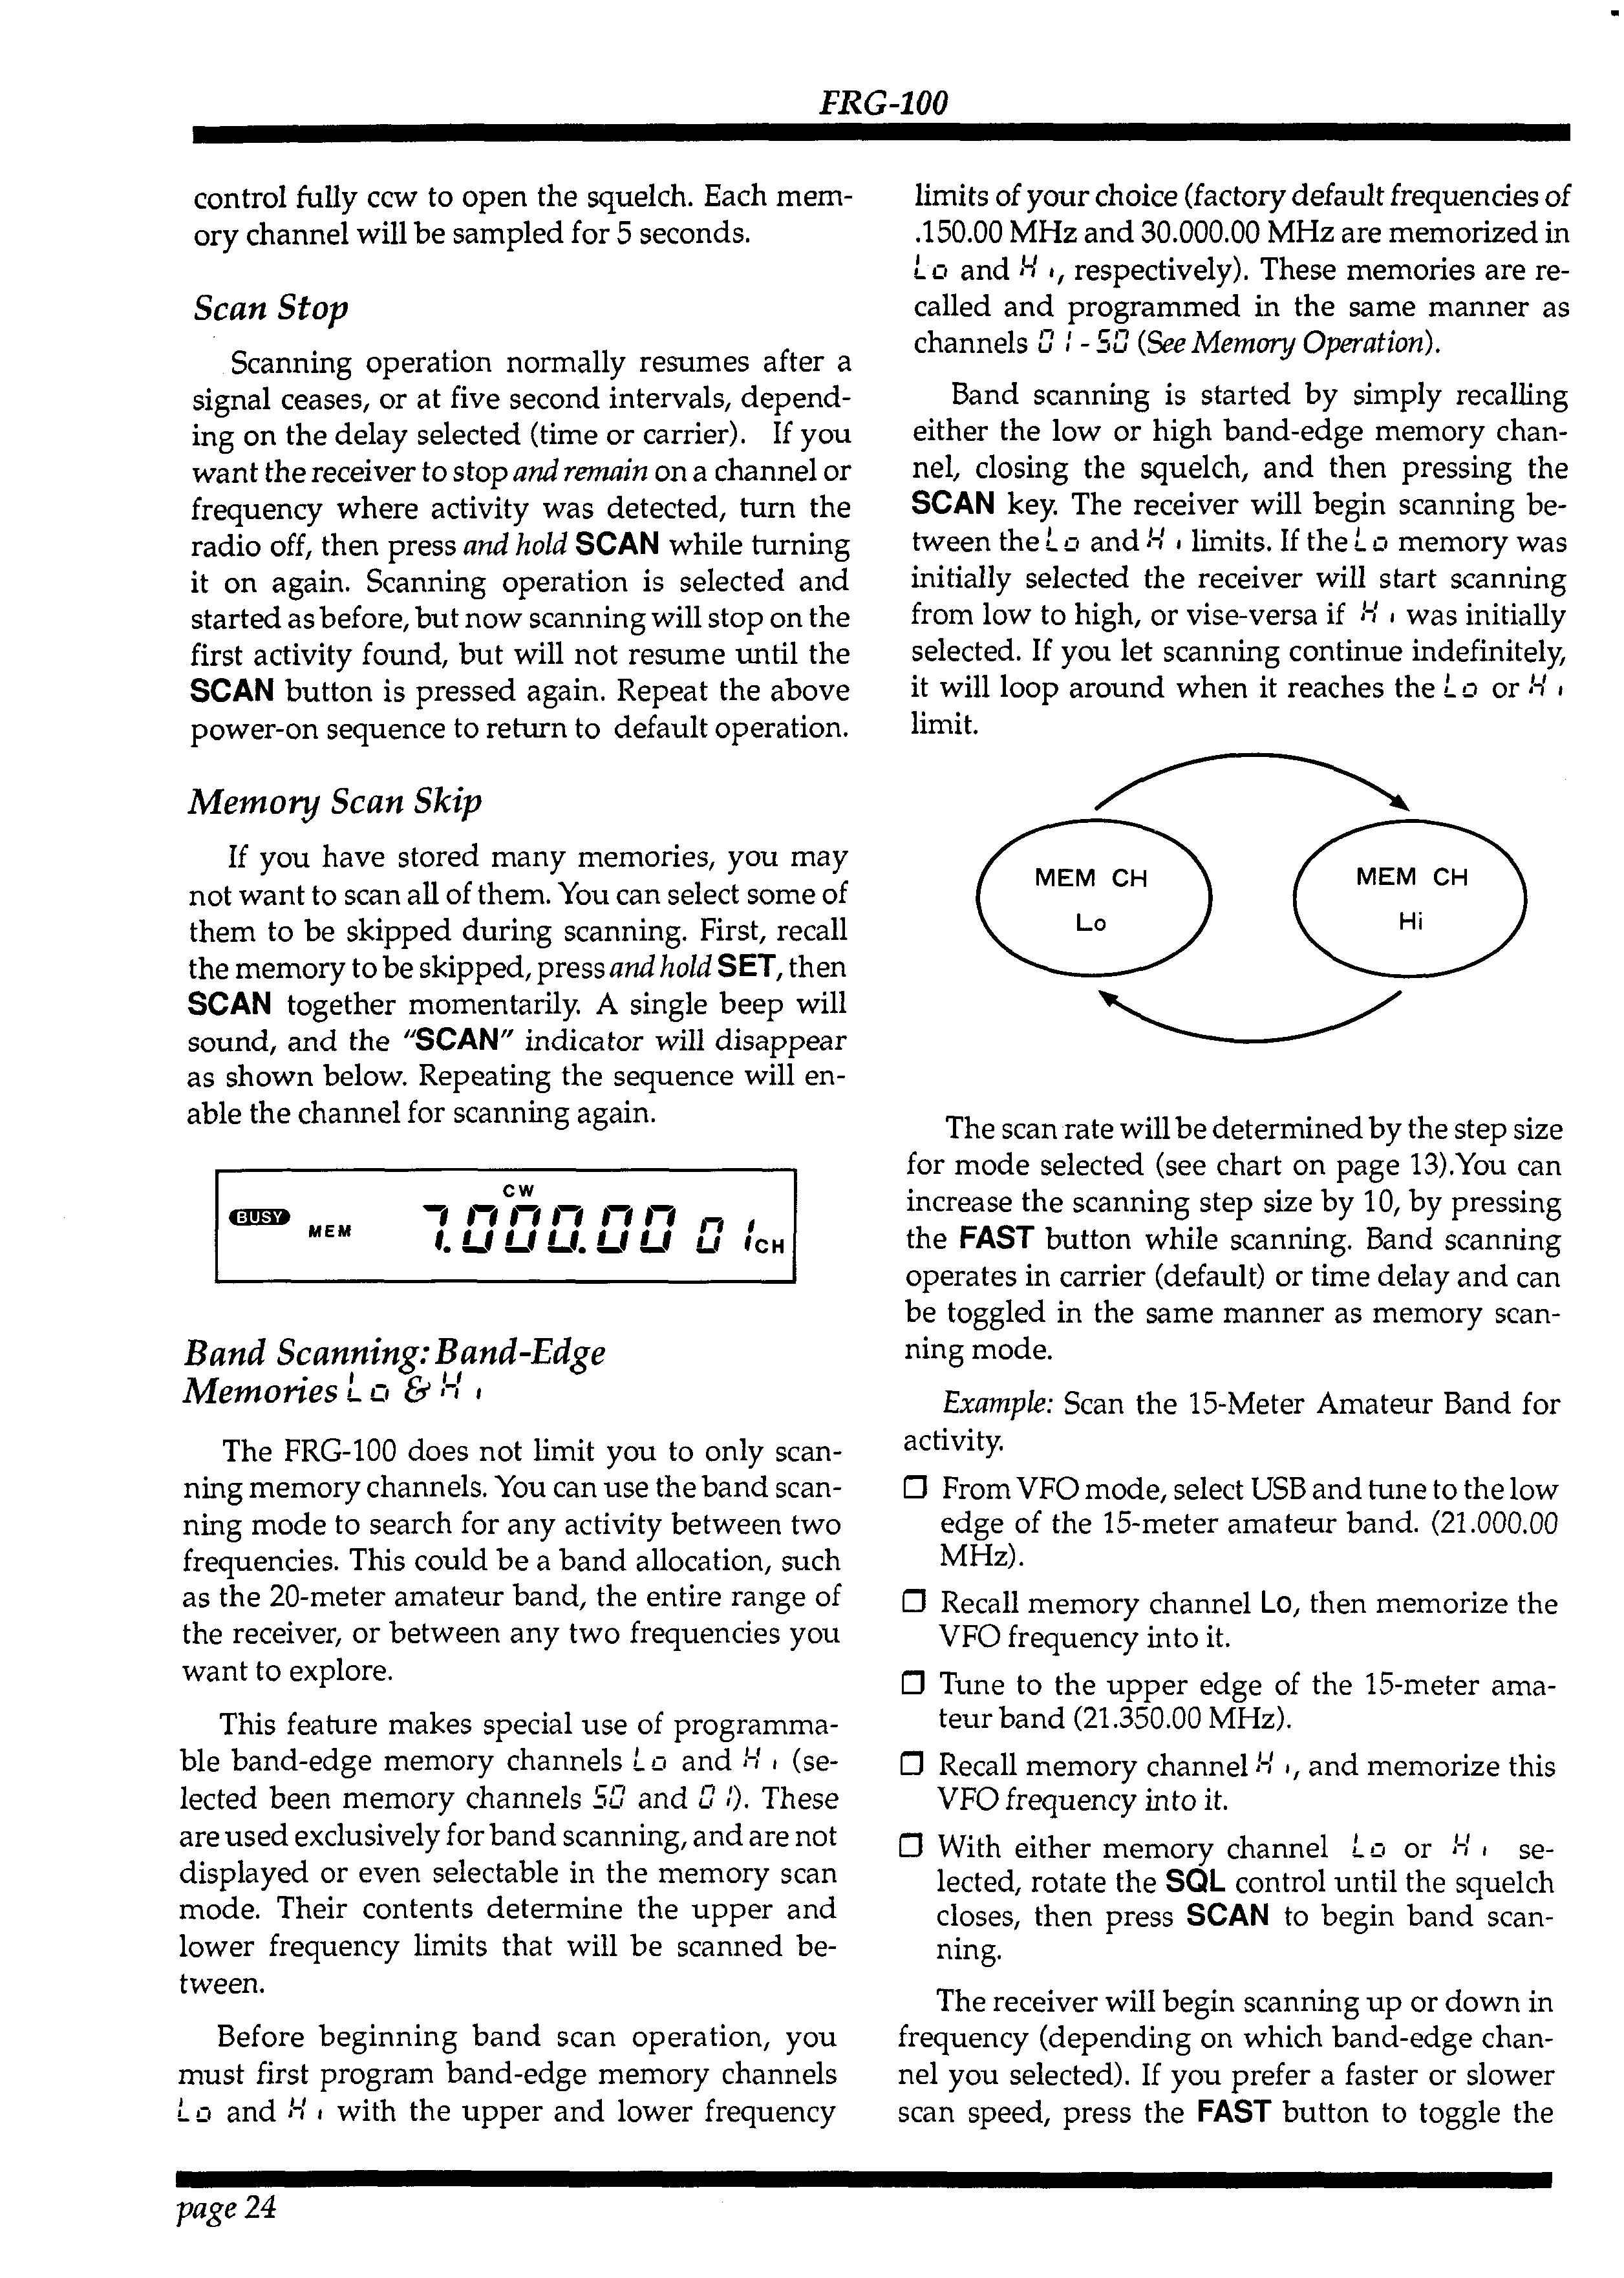 FRG-100
control fully ccw to open the squelch. Each mem-
ory channel will be sampled for 5 seconds.
Scan Stop
Scanning operation normally resumes after a
signal ceases, or at five second intervals, depend-
ing on the delay selected (time or carrier). If you
want the receiver to stop and remain on a channel or
frequency where activity was detected, turn the
radio off, then press and hold SCAN while turning
it on again. Scanning operation is selected and
started as before, but now scanning will stop on the
first activity found, but will not resume until the
SCAN button is pressed again. Repeat the above
power-on sequence to return to default operation.
Memory Scan Skip
If you have stored many memories, you may
not want to scan all of them. You can select some of
them to be skipped during scanning. First, recall
the memory to be skipped, press and hold SET, then
SCAN together momentarily. A single beep will
sound, and the "SCAN" indicator will disappear
as shown below. Repeating the sequence will en-
able the channel for scanning again.
CW
BUSY MEM 7.000.00 01 CH
Band Scanning: Band-Edge
Memories Lo & Hi
The FRG-100 does not limit you to only scan-
ning memory channels. You can use the band scan-
ning mode to search for any activity between two
frequencies. This could be a band allocation, such
as the 20-meter amateur band, the entire range of
the receiver, or between any two frequencies you
want to explore.
This feature makes special use of programma-
ble band-edge memory channels Lo and Hi (se-
lected been memory channels 50 and 01). These
are used exclusively for band scanning, and are not
displayed or even selectable in the memory scan
mode. Their contents determine the upper and
lower frequency limits that will be scanned be-
tween.
Before beginning band scan operation, you
must first program band-edge memory channels
Lo and Hi with the upper and lower frequency
limits of your choice (factory default frequencies of
.150.00 MHz and 30.000.00 MHz are memorized in
Lo and Hi, respectively). These memories are re-
called and programmed in the same manner as
channels 01 - 50 (See Memory Operation).
Band scanning is started by simply recalling
either the low or high band-edge memory chan-
nel, closing the squelch, and then pressing the
SCAN key. The receiver will begin scanning be-
tween the Lo and Hi limits. If the Lo memory was
initially selected the receiver will start scanning
from low to high, or vise-versa if Hi was initially
selected. If you let scanning continue indefinitely,
it will loop around when it reaches the Lo or Hi
limit.
MEM CH
Lo
MEM CH
Hi
The scan rate will be determined by the step size
for mode selected (see chart on page 13).You can
increase the scanning step size by 10, by pressing
the FAST button while scanning. Band scanning
operates in carrier (default) or time delay and can
be toggled in the same manner as memory scan-
ning mode.
Example: Scan the 15-Meter Amateur Band for
activity.
❐ From VFO mode, select USB and tune to the low
edge of the 15-meter amateur band. (21.000.00
MHz).
❐ Recall memory channel Lo, then memorize the
VFO frequency into it.
❐ Tune to the upper edge of the 15-meter ama-
teur band (21.350.00 MHz).
❐ Recall memory channel Hi, and memorize this
VFO frequency into it.
❐ With either memory channel Lo or Hi se-
lected, rotate the SQL control until the squelch
closes, then press SCAN to begin band scan-
ning.
The receiver will begin scanning up or down in
frequency (depending on which band-edge chan-
nel you selected). If you prefer a faster or slower
scan speed, press the FAST button to toggle the
page 24